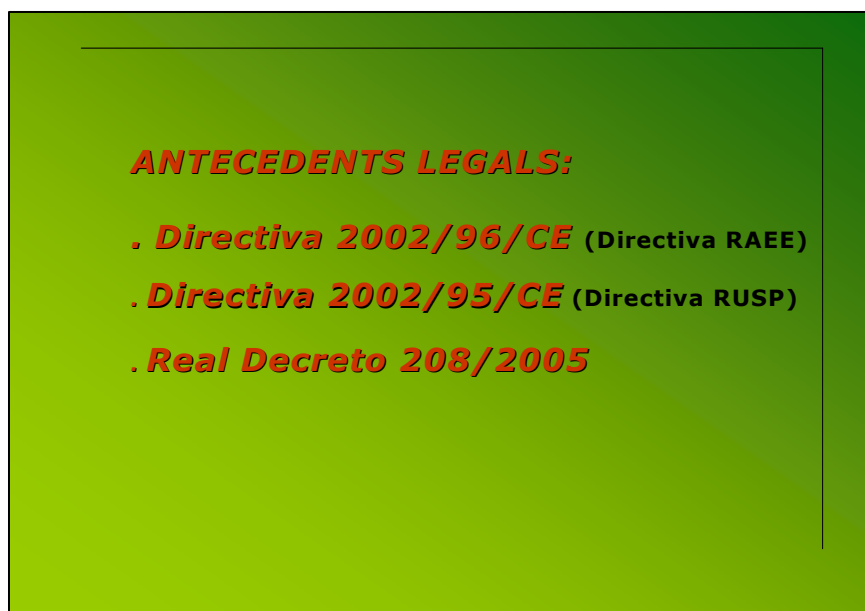 ANTECEDENTS LEGALS:
. Directiva 2002/96/CE (Directiva RAEE)
. Directiva 2002/95/CE (Directiva RUSP)
. Real Decreto 208/2005